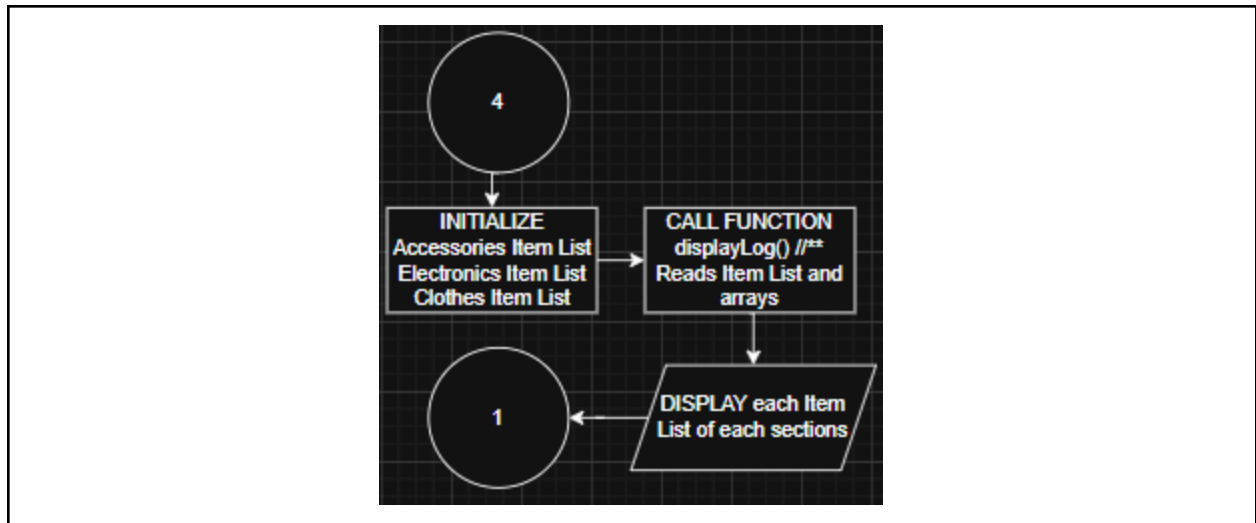 4
INITIALIZE
Accessories Item List
Electronics Item List
Clothes Item List
CALL FUNCTION
displayLog() //**
Reads Item List and
arrays
DISPLAY each Item
List of each sections
1